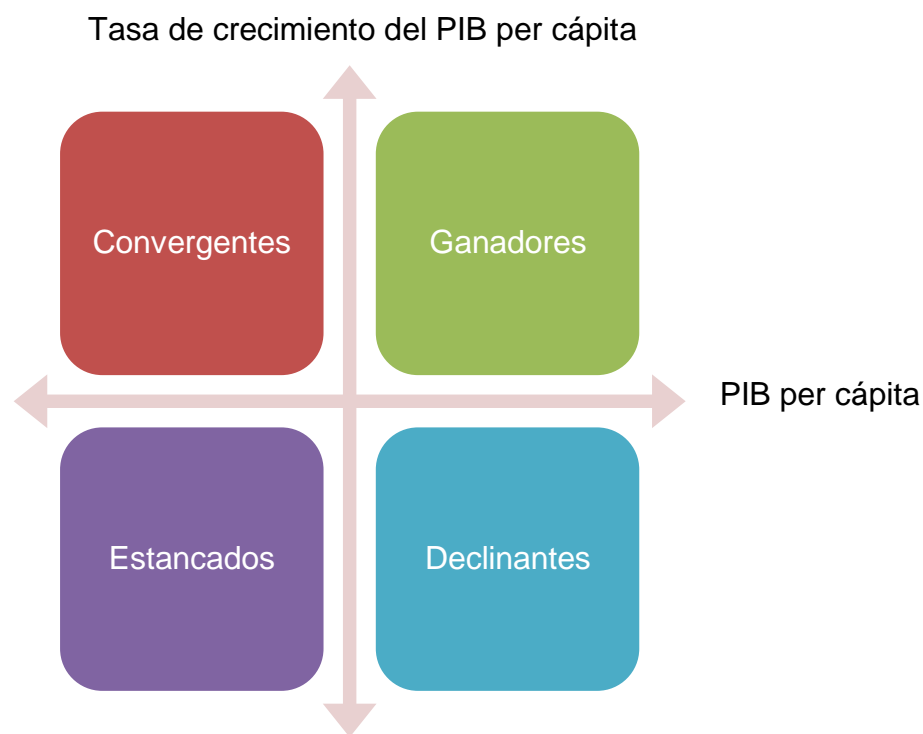 Tasa de crecimiento del PIB per cápita
Convergentes
Ganadores
PIB per cápita
Estancados
Declinantes